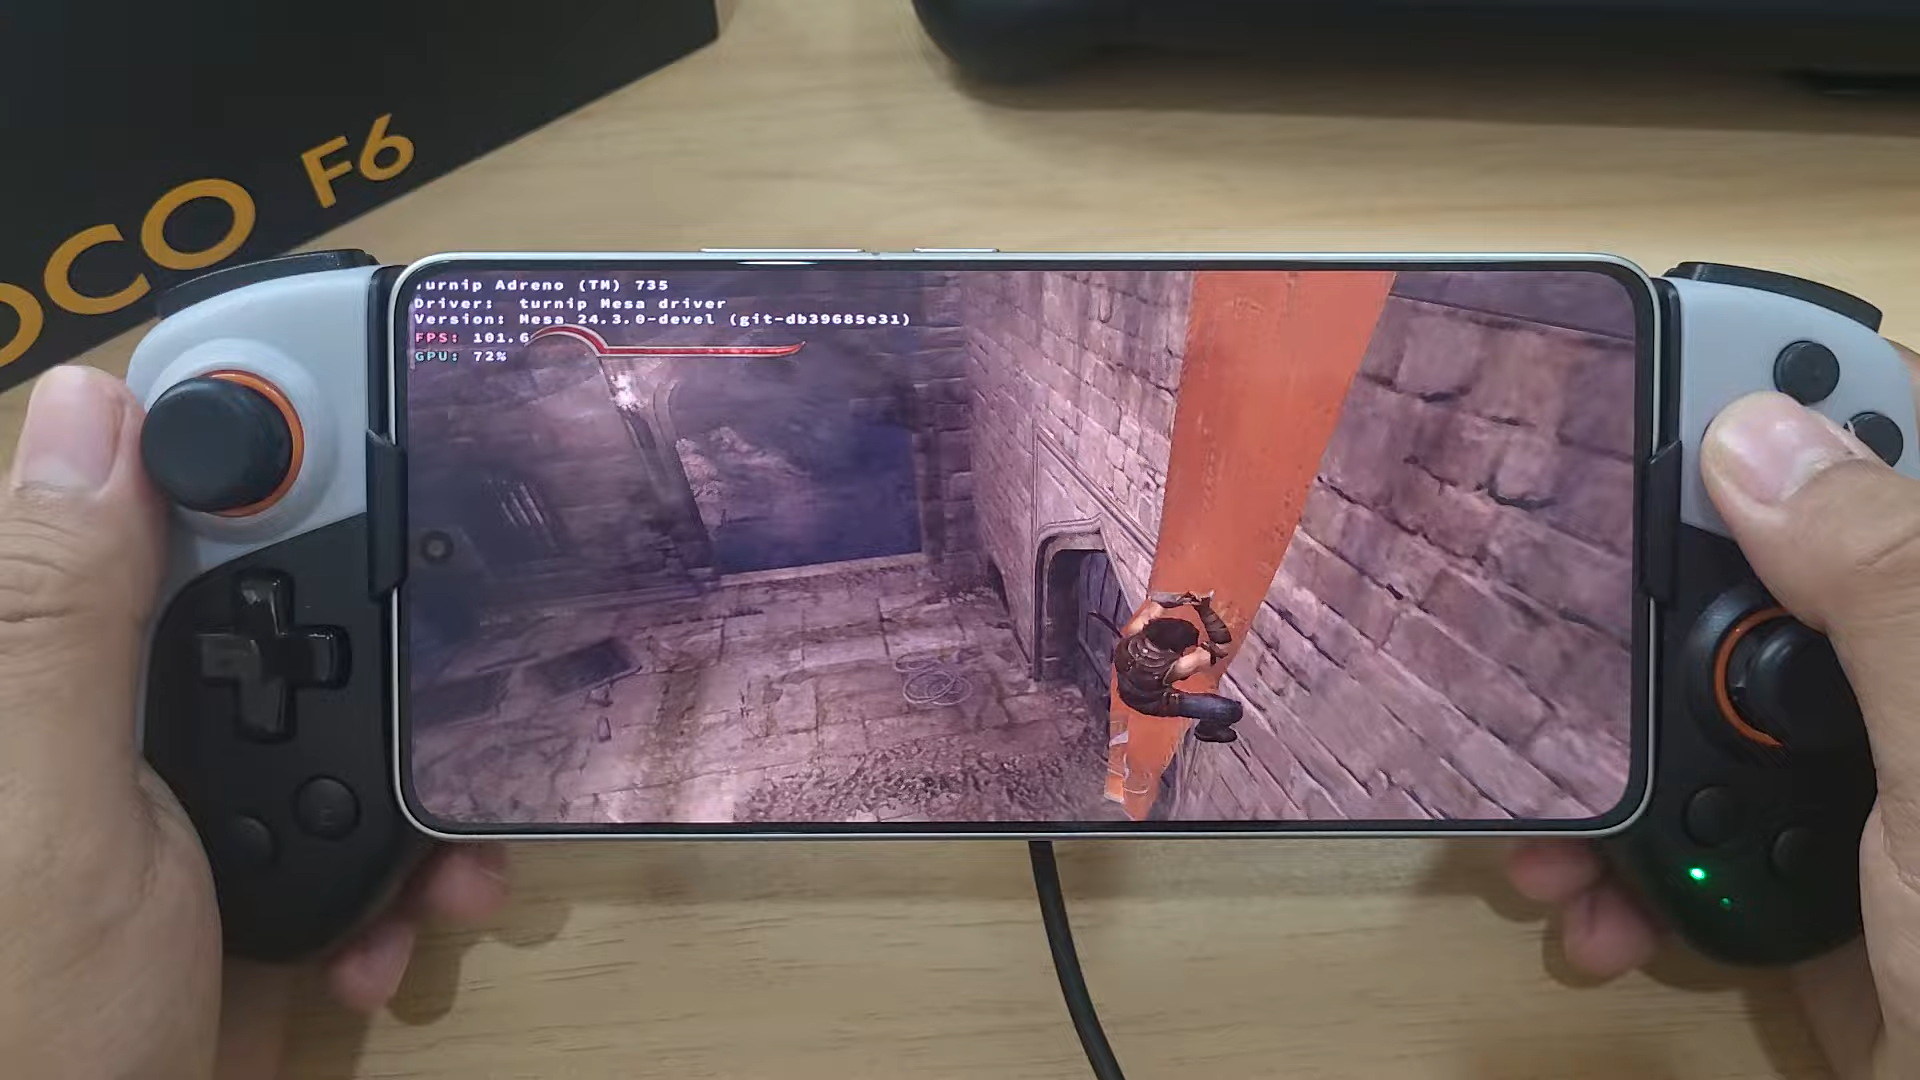 OCO F6
Turnip Adreno (TM) 735
Driver: turnip Mesa driver
Version: Mesa 24.3.0-devel (git-db39685e31)
FPS: 101.6
GPU: 72%